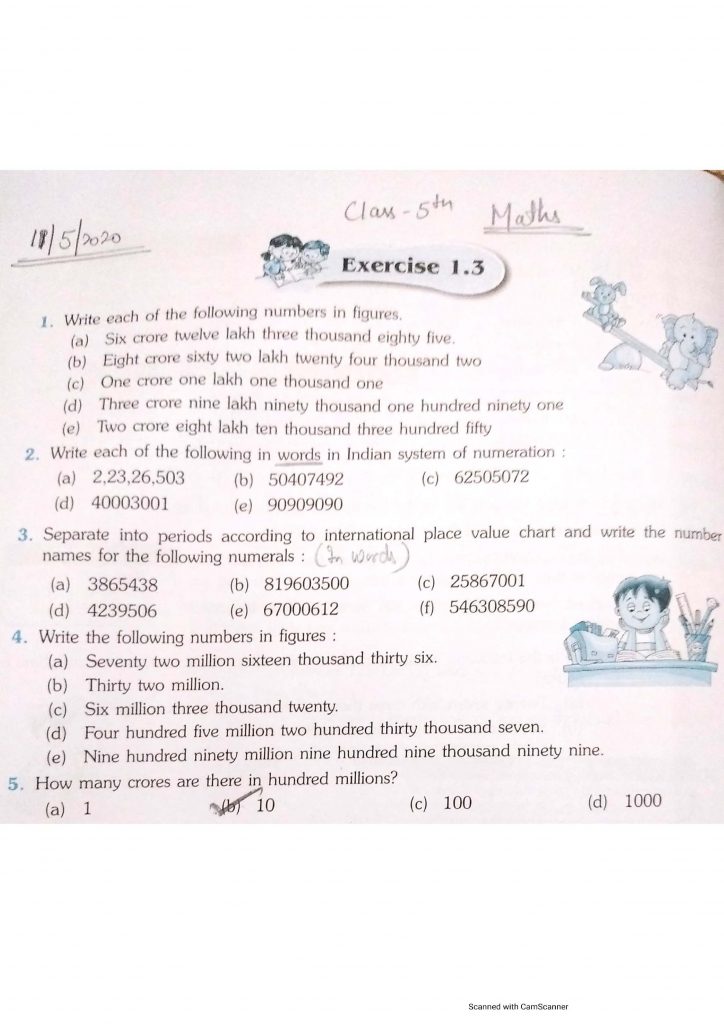 Class - 5th Maths
11/5/2020
Exercise 1.3
1. Write each of the following numbers in figures.
(a) Six crore twelve lakh three thousand eighty five.
(b) Eight crore sixty two lakh twenty four thousand two
(c) One crore one lakh one thousand one
(d) Three crore nine lakh ninety thousand one hundred ninety one
(e) Two crore eight lakh ten thousand three hundred fifty
2. Write each of the following in words in Indian system of numeration :
(a) 2,23,26,503 (b) 50407492 (c) 62505072
(d) 40003001 (e) 90909090
3. Separate into periods according to international place value chart and write the number
names for the following numerals : (In words)
(a) 3865438 (b) 819603500 (c) 25867001
(d) 4239506 (e) 67000612 (f) 546308590
4. Write the following numbers in figures :
(a) Seventy two million sixteen thousand thirty six.
(b) Thirty two million.
(c) Six million three thousand twenty.
(d) Four hundred five million two hundred thirty thousand seven.
(e) Nine hundred ninety million nine hundred nine thousand ninety nine.
5. How many crores are there in hundred millions?
(a) 1 (b) 10 (c) 100 (d) 1000
Scanned with CamScanner